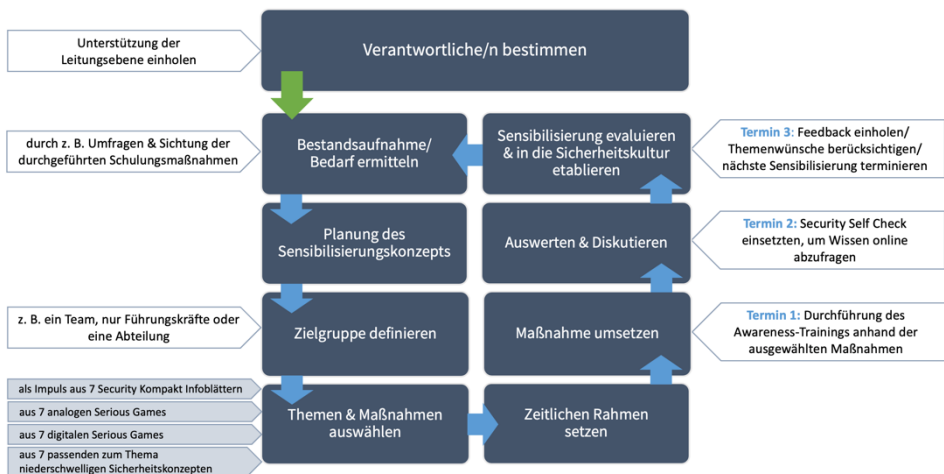 Unterstützung der
Leitungsebene einholen
Verantwortliche/n bestimmen
durch z. B. Umfragen & Sichtung der
durchgeführten Schulungsmaßnahmen
Bestandsaufnahme/
Bedarf ermitteln
Sensibilisierung evaluieren
& in die Sicherheitskultur
etablieren
Termin 3: Feedback einholen/
Themenwünsche berücksichtigen/
nächste Sensibilisierung terminieren
Planung des
Sensibilisierungskonzepts
Auswerten & Diskutieren
Termin 2: Security Self Check
einsetzten, um Wissen online
abzufragen
z. B. ein Team, nur Führungskräfte oder
eine Abteilung
Zielgruppe definieren
Maßnahme umsetzen
Termin 1: Durchführung des
Awareness-Trainings anhand der
ausgewählten Maßnahmen
als Impuls aus 7 Security Kompakt Infoblättern
aus 7 analogen Serious Games
aus 7 digitalen Serious Games
aus 7 passenden zum Thema
niederschwelligen Sicherheitskonzepten
Themen & Maßnahmen
auswählen
Zeitlichen Rahmen
setzen